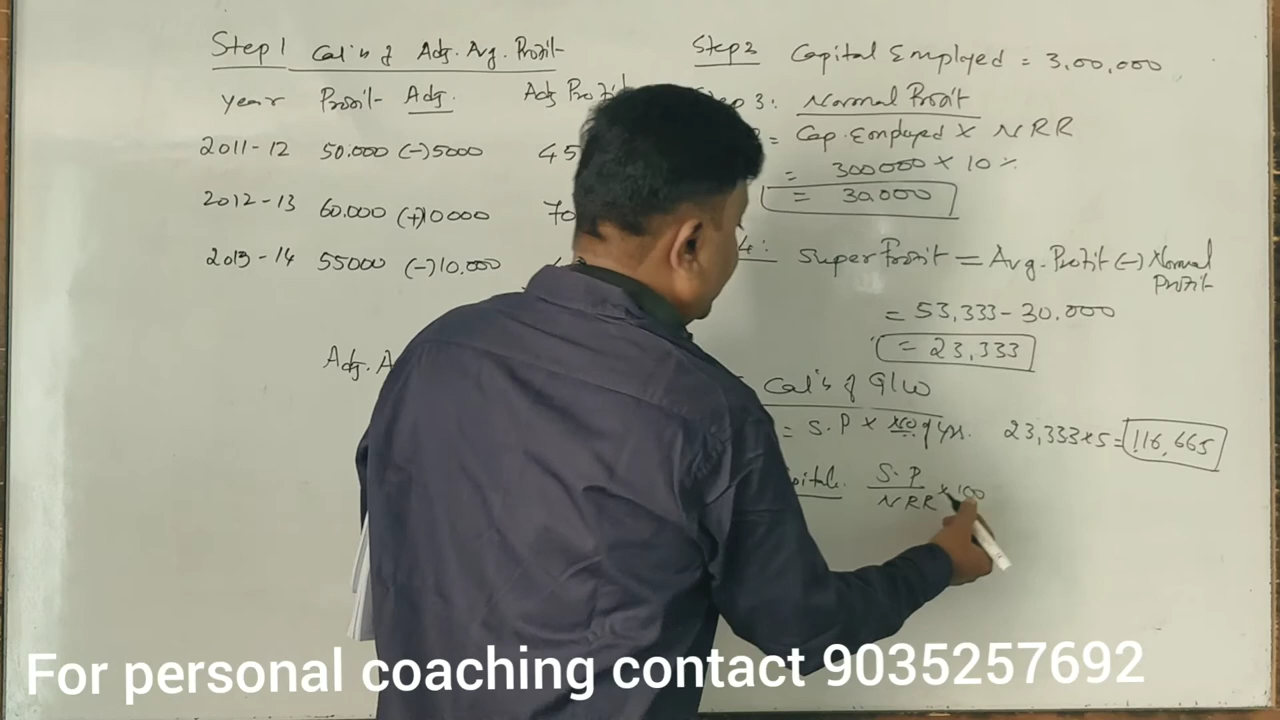 Step 1 Cal'n of Adj. Avg. Profit
year Profit Adj. Adj Profit
2011-12 50.000 (-) 5000 45
2012-13 60.000 (+)10000 70
2013-14 55000 (-) 10.000
Adj. A
Step 2 Capital Employed = 3,00,000
3: Normal Profit
= Cap. Employed X NRR
= 300000 X 10 %
= 30.000
4: Super Profit = Avg. Profit (-) Normal Profit
= 53,333 - 30.000
= 23,333
Cal'n of G/w
= S.P X No of yrs. 23,333x5 = 116,665
S.P
NRR x 100
For personal coaching contact 9035257692